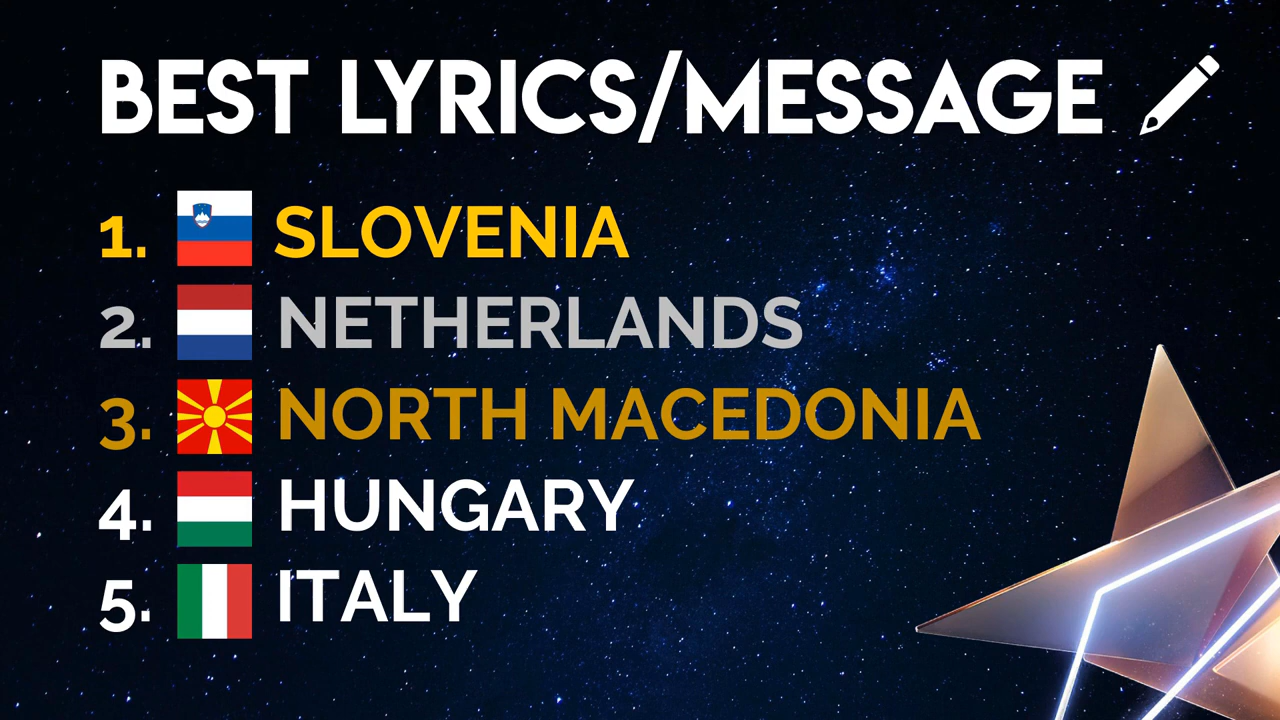 BEST LYRICS/MESSAGE
1. SLOVENIA
2. NETHERLANDS
3. NORTH MACEDONIA
4. HUNGARY
5. ITALY